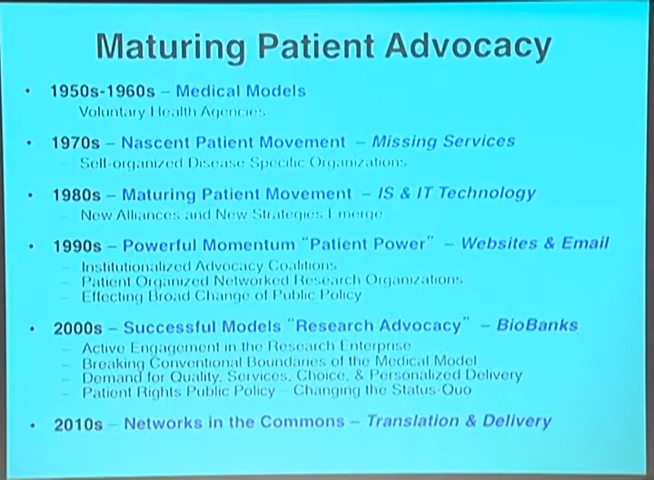 Maturing Patient Advocacy
• 1950s-1960s – Medical Models
Voluntary Health Agencies
• 1970s – Nascent Patient Movement – Missing Services
– Self-organized Disease Specific Organizations
• 1980s – Maturing Patient Movement – IS & IT Technology
– New Alliances and New Strategies Emerge
• 1990s – Powerful Momentum "Patient Power" – Websites & Email
– Institutionalized Advocacy Coalitions
– Patient Organized Networked Research Organizations
– Effecting Broad Change of Public Policy
• 2000s – Successful Models "Research Advocacy" – BioBanks
– Active Engagement in the Research Enterprise
– Breaking Conventional Boundaries of the Medical Model
– Demand for Quality, Services, Choice, & Personalized Delivery
– Patient Rights Public Policy – Changing the Status-Quo
• 2010s – Networks in the Commons – Translation & Delivery